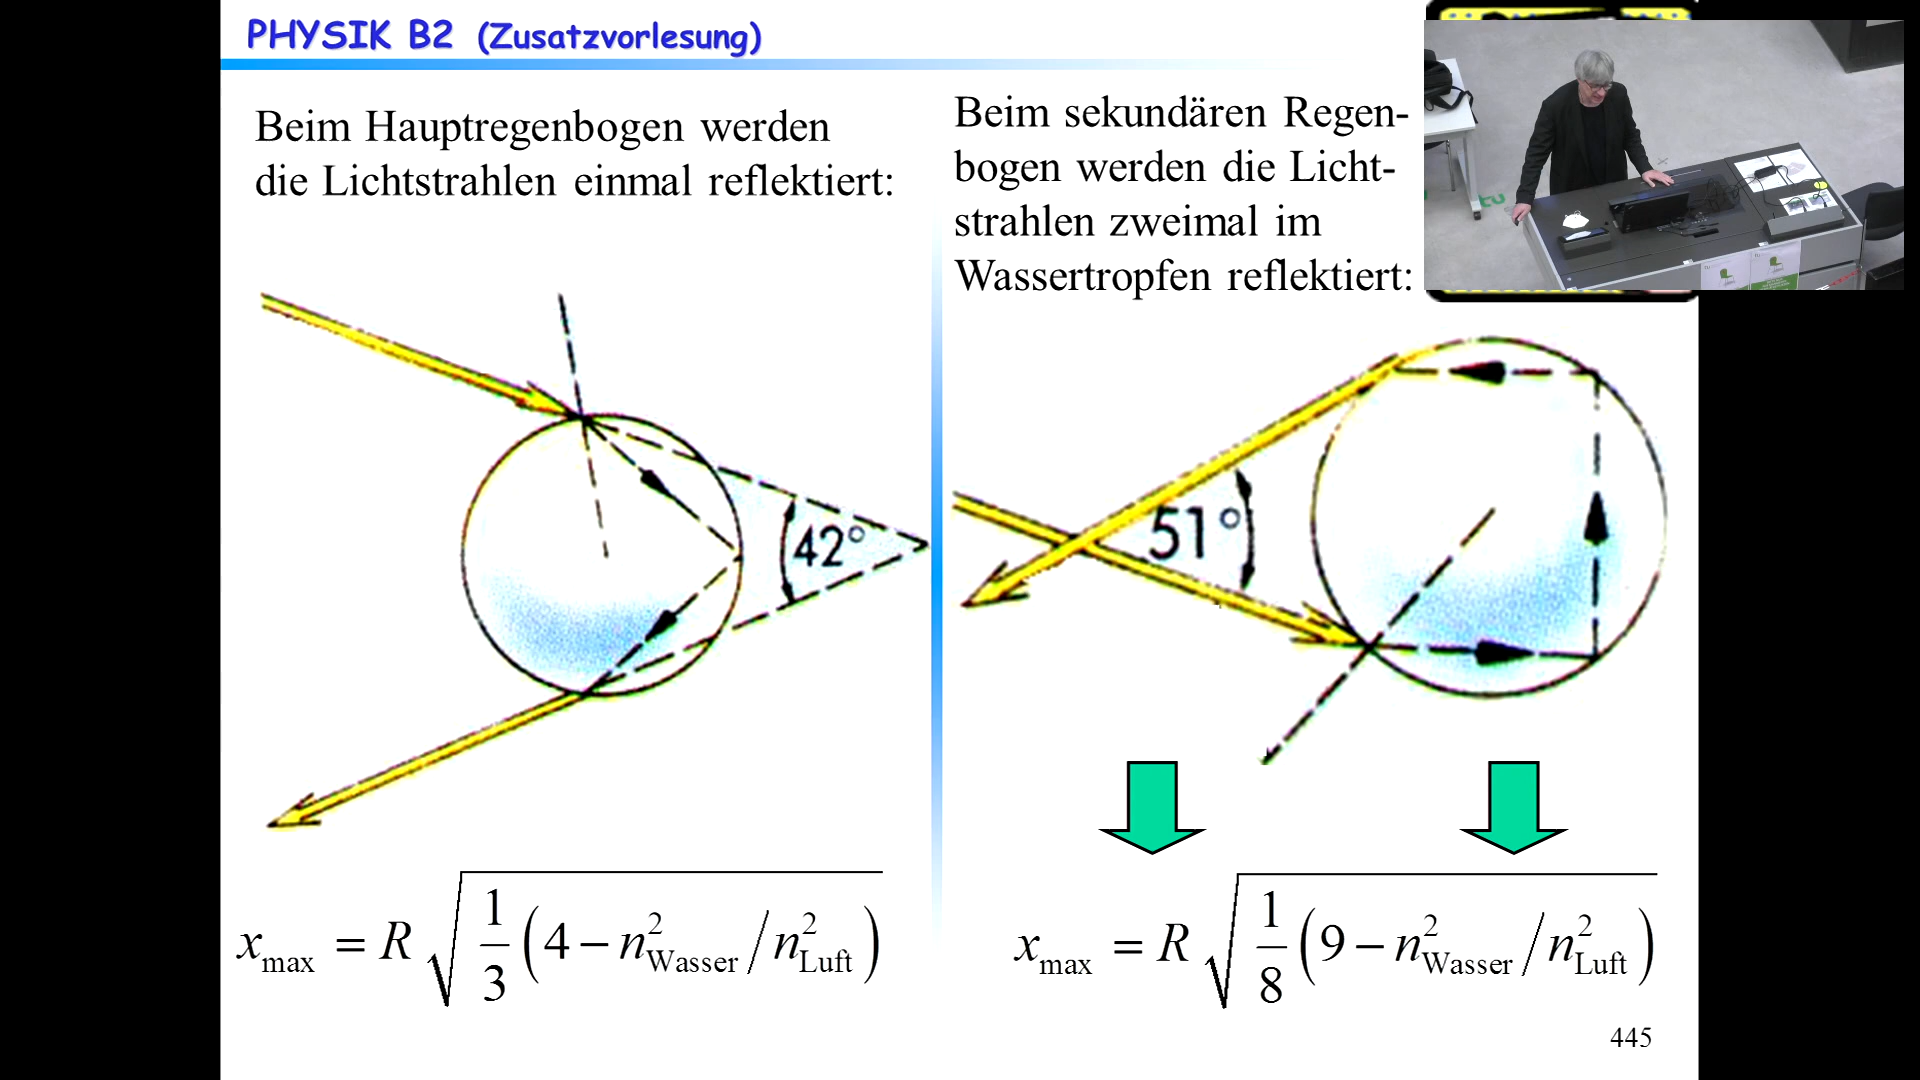 PHYSIK B2 (Zusatzvorlesung)
Beim Hauptregenbogen werden
die Lichtstrahlen einmal reflektiert:
Beim sekundären Regen-
bogen werden die Licht-
strahlen zweimal im
Wassertropfen reflektiert:
42°
51°
x_max = R √(1/3 (4 − n²_Wasser / n²_Luft))
x_max = R √(1/8 (9 − n²_Wasser / n²_Luft))
445